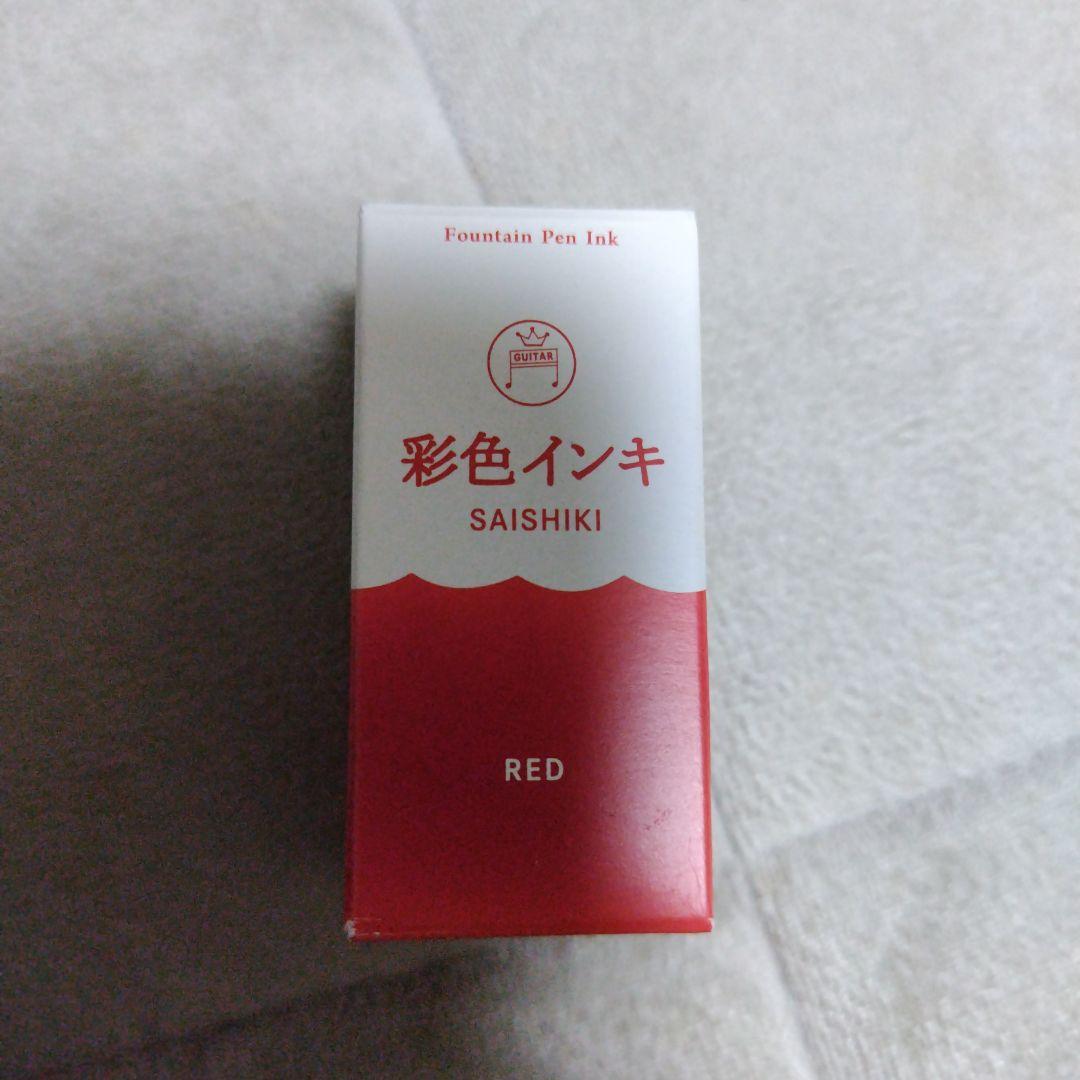 Fountain Pen Ink
GUITAR
彩色インキ
SAISHIKI
RED